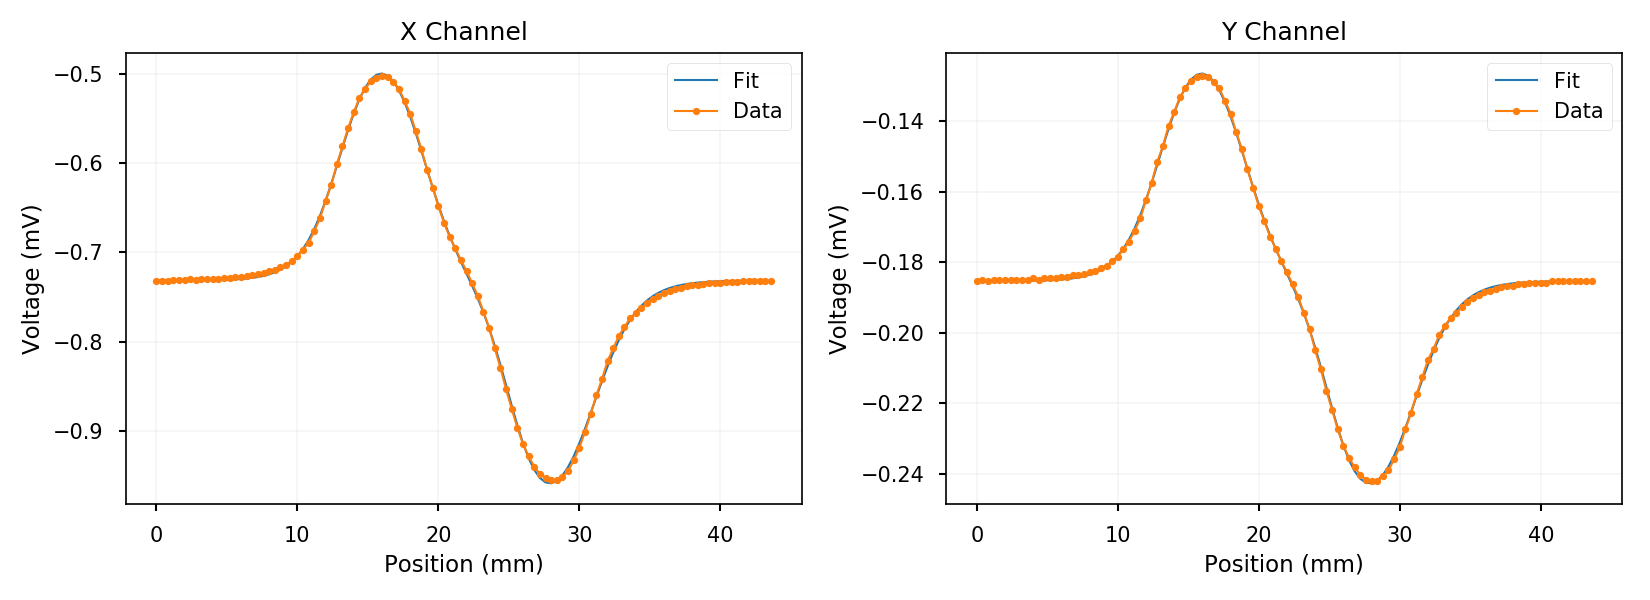 X Channel
−0.5
−0.6
−0.7
−0.8
−0.9
Voltage (mV)
0
10
20
30
40
Position (mm)
Fit
Data
Y Channel
−0.14
−0.16
−0.18
−0.20
−0.22
−0.24
Voltage (mV)
0
10
20
30
40
Position (mm)
Fit
Data